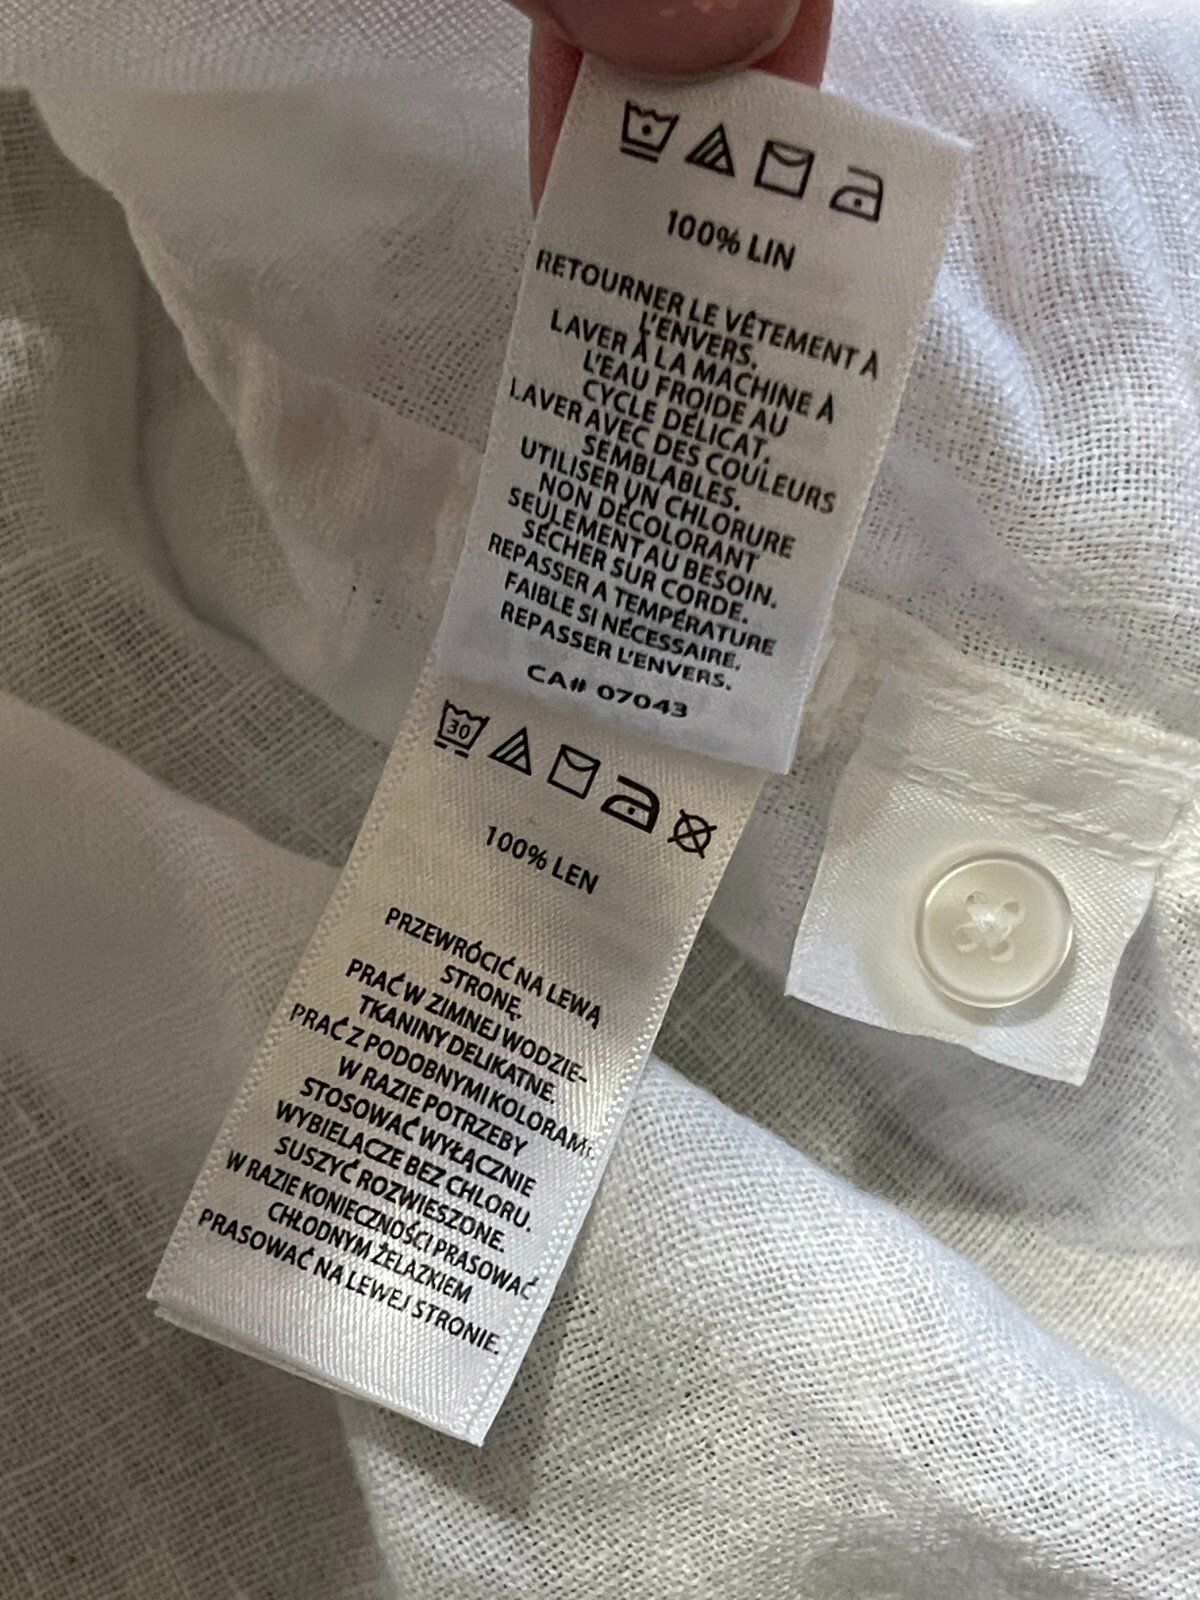 100% LIN
RETOURNER LE VÊTEMENT À
L'ENVERS.
LAVER À LA MACHINE À
L'EAU FROIDE AU
CYCLE DÉLICAT.
LAVER AVEC DES COULEURS
SEMBLABLES.
UTILISER UN CHLORURE
NON DÉCOLORANT
SEULEMENT AU BESOIN.
SÉCHER SUR CORDE.
REPASSER A TEMPÉRATURE
FAIBLE SI NÉCESSAIRE.
REPASSER L'ENVERS.
CA# 07043
30
100% LEN
PRZEWRÓCIĆ NA LEWĄ
STRONĘ.
PRAĆ W ZIMNEJ WODZIE-
TKANINY DELIKATNE.
PRAĆ Z PODOBNYMI KOLORAMI
W RAZIE POTRZEBY
STOSOWAĆ WYŁĄCZNIE
WYBIELACZE BEZ CHLORU.
SUSZYĆ ROZWIESZONE.
W RAZIE KONIECZNOŚCI PRASOWAĆ
CHŁODNYM ŻELAZKIEM
PRASOWAĆ NA LEWEJ STRONIE.